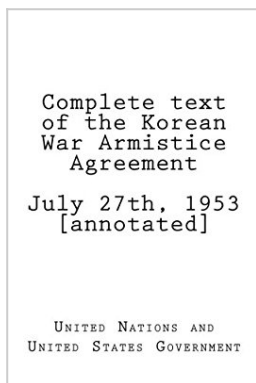 Complete text
of the Korean
War Armistice
Agreement
July 27th, 1953
[annotated]
United Nations and
United States Government